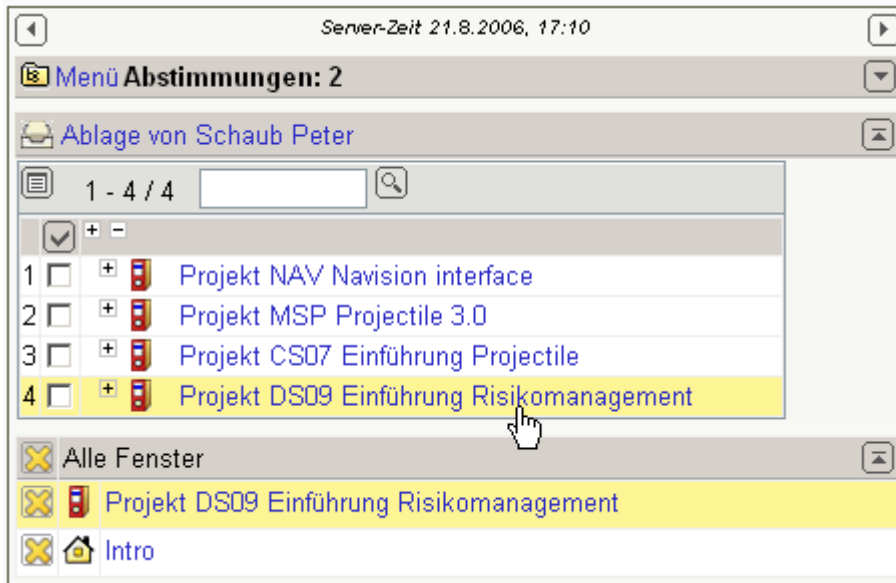 Server-Zeit 21.8.2006, 17:10
Menü Abstimmungen: 2
Ablage von Schaub Peter
1 - 4 / 4
1 Projekt NAV Navision interface
2 Projekt MSP Projectile 3.0
3 Projekt CS07 Einführung Projectile
4 Projekt DS09 Einführung Risikomanagement
Alle Fenster
Projekt DS09 Einführung Risikomanagement
Intro